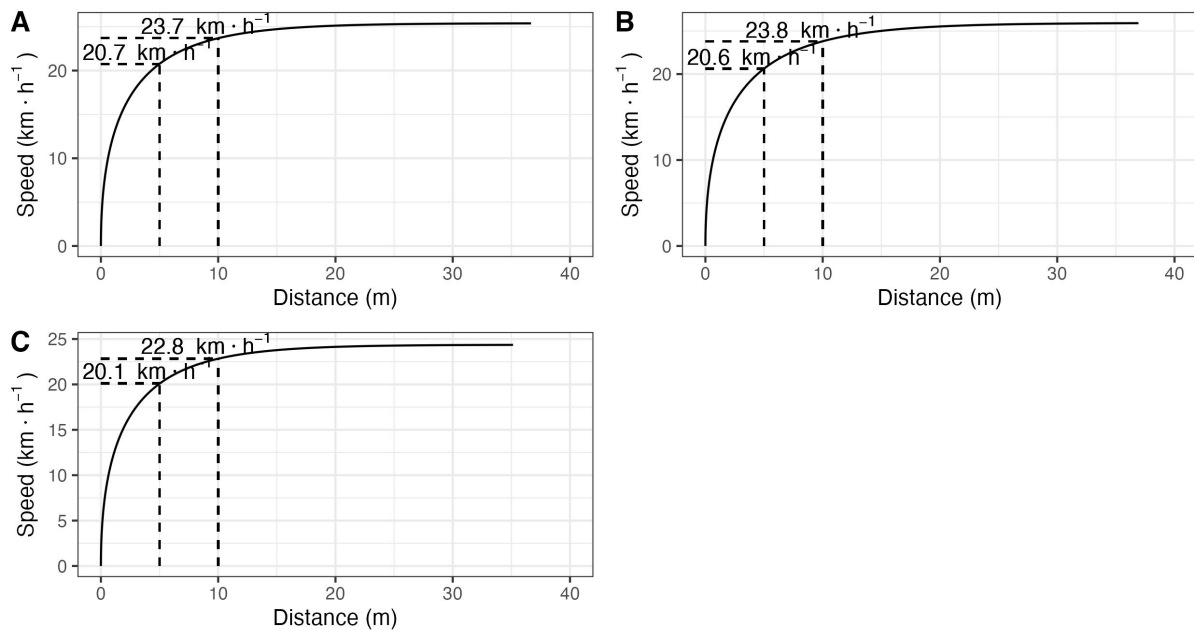 A
23.7 km · h⁻¹
20.7 km · h⁻¹
20
10
0
Speed (km · h⁻¹ )
0 10 20 30 40
Distance (m)
B
23.8 km · h⁻¹
20.6 km · h⁻¹
20
10
0
Speed (km · h⁻¹ )
0 10 20 30 40
Distance (m)
C
22.8 km · h⁻¹
20.1 km · h⁻¹
25
20
15
10
5
0
Speed (km · h⁻¹ )
0 10 20 30 40
Distance (m)